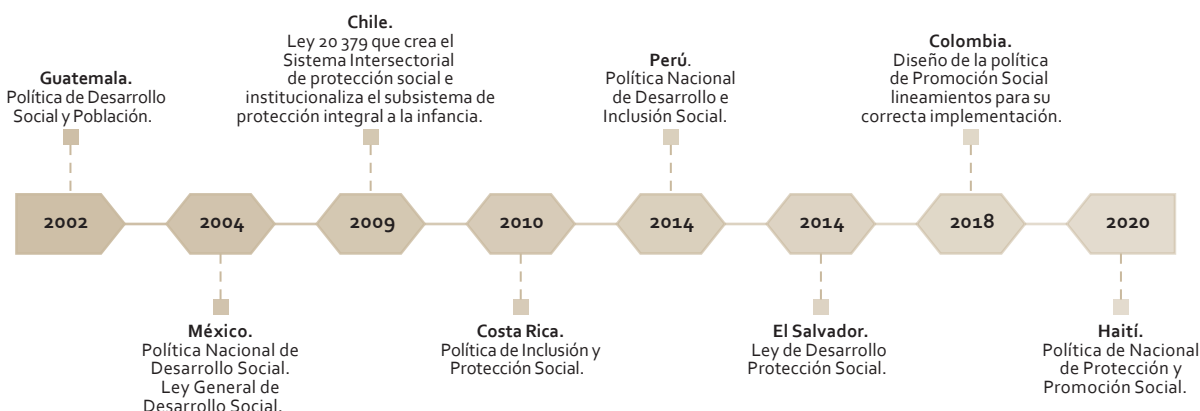 Guatemala.
Política de Desarrollo
Social y Población.
Chile.
Ley 20 379 que crea el
Sistema Intersectorial
de protección social e
institucionaliza el subsistema de
protección integral a la infancia.
Perú.
Política Nacional
de Desarrollo e
Inclusión Social.
Colombia.
Diseño de la política
de Promoción Social
lineamientos para su
correcta implementación.
2002
2004
2009
2010
2014
2014
2018
2020
México.
Política Nacional de
Desarrollo Social.
Ley General de
Desarrollo Social.
Costa Rica.
Política de Inclusión y
Protección Social.
El Salvador.
Ley de Desarrollo
Protección Social.
Haití.
Política de Nacional
de Protección y
Promoción Social.